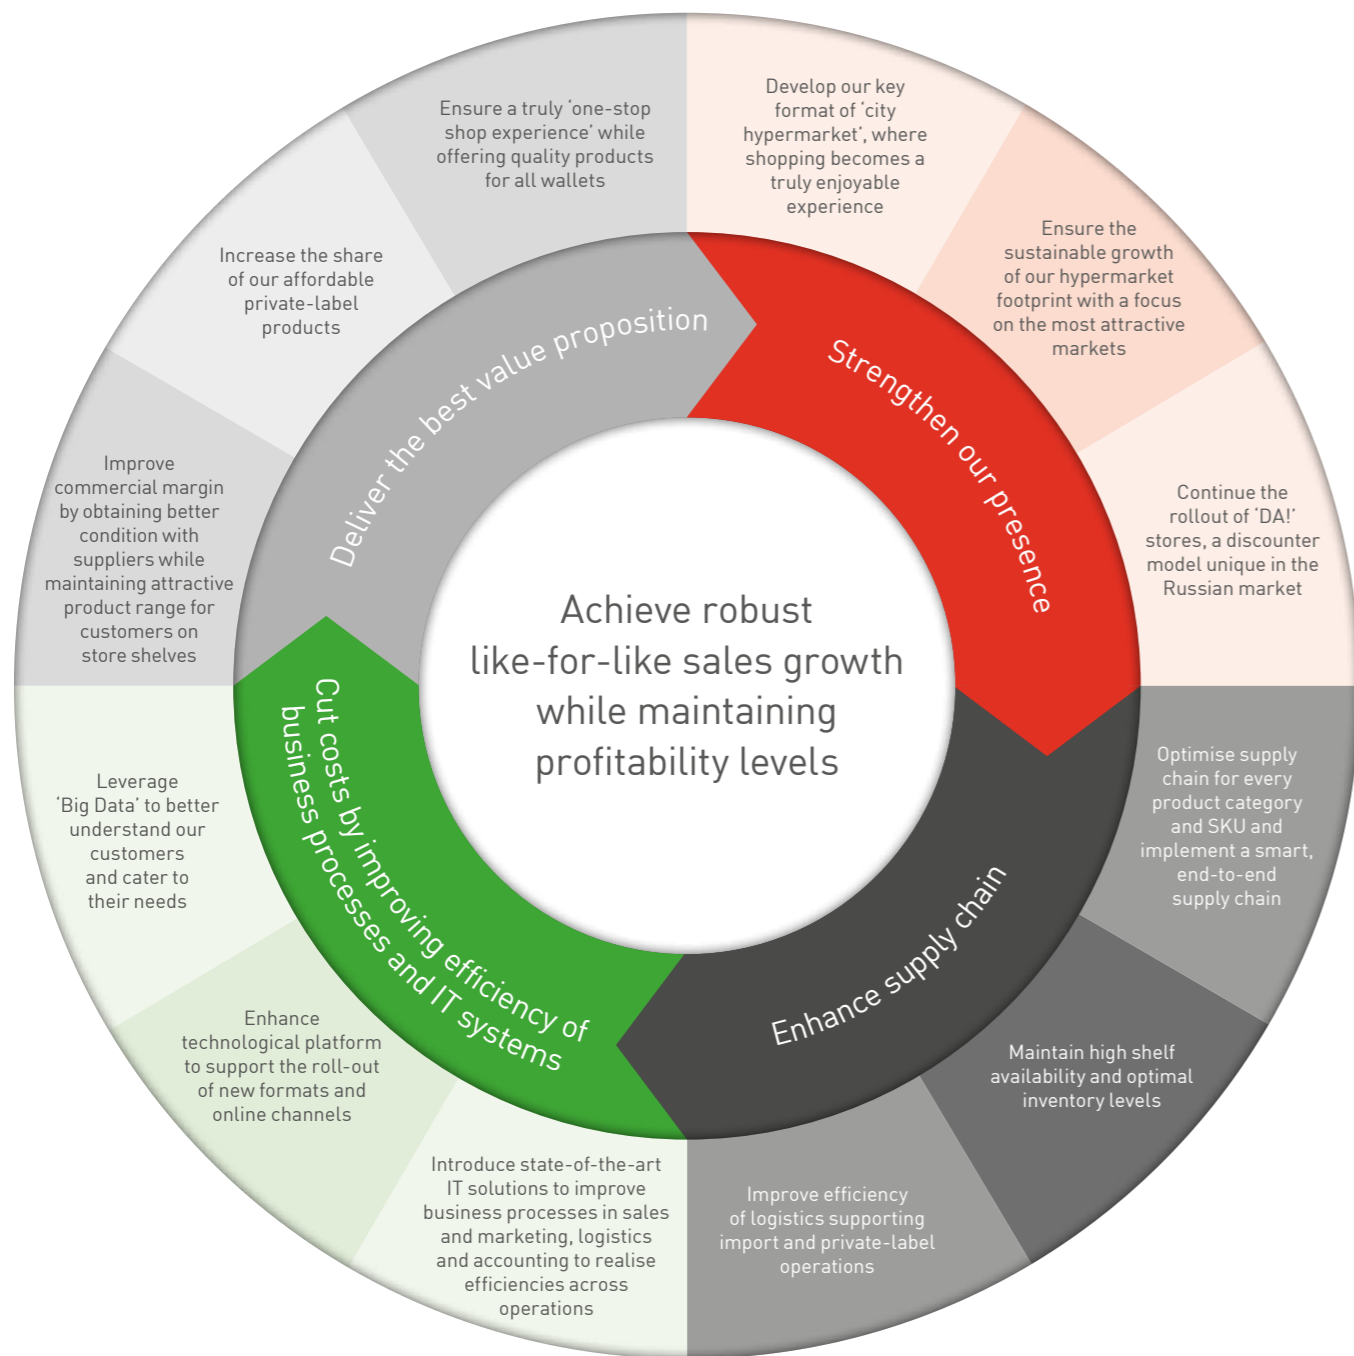 Achieve robust
like-for-like sales growth
while maintaining
profitability levels
Strengthen our presence
Develop our key
format of ‘city
hypermarket‘, where
shopping becomes a
truly enjoyable
experience
Ensure the
sustainable growth
of our hypermarket
footprint with a focus
on the most attractive
markets
Continue the
rollout of ‘DA!’
stores, a discounter
model unique in the
Russian market
Enhance supply chain
Optimise supply
chain for every
product category
and SKU and
implement a smart,
end-to-end
supply chain
Maintain high shelf
availability and optimal
inventory levels
Improve efficiency
of logistics supporting
import and private-label
operations
Cut costs by improving efficiency of
business processes and IT systems
Introduce state-of-the-art
IT solutions to improve
business processes in sales
and marketing, logistics
and accounting to realise
efficiencies across
operations
Enhance
technological platform
to support the roll-out
of new formats and
online channels
Leverage
‘Big Data’ to better
understand our
customers
and cater to
their needs
Deliver the best value proposition
Improve
commercial margin
by obtaining better
condition with
suppliers while
maintaining attractive
product range for
customers on
store shelves
Increase the share
of our affordable
private-label
products
Ensure a truly ‘one-stop
shop experience’ while
offering quality products
for all wallets